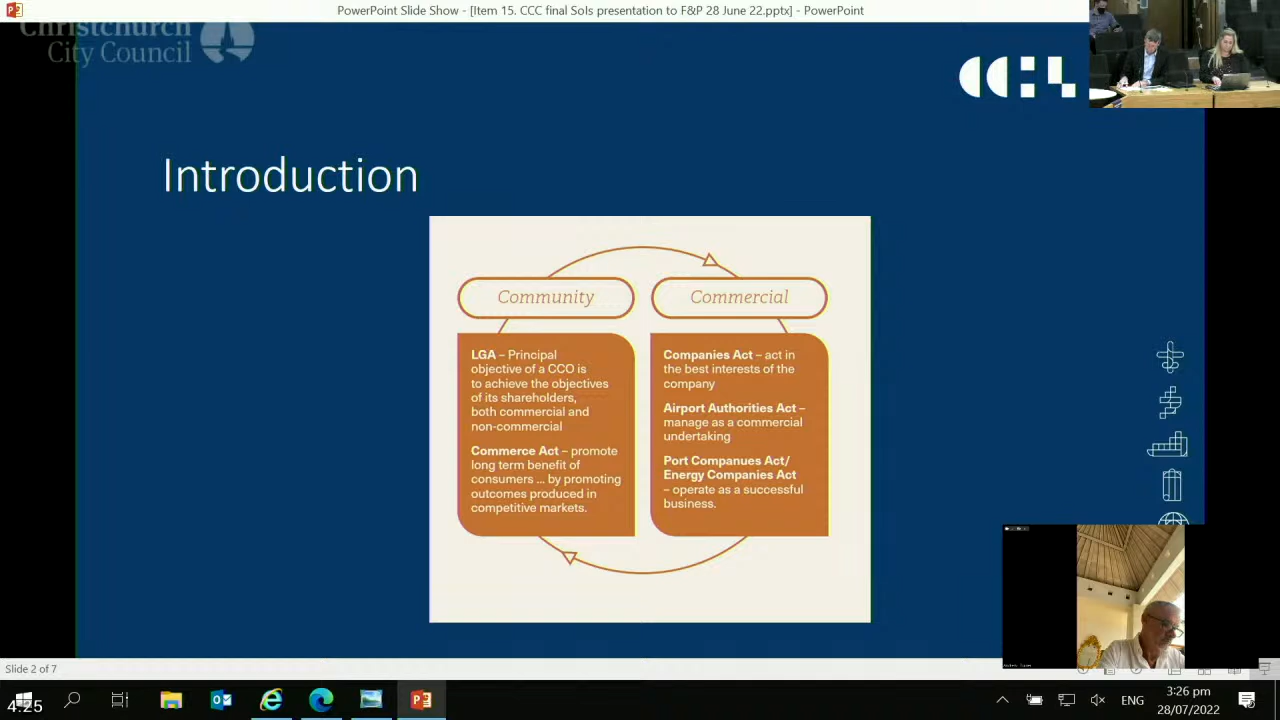 PowerPoint Slide Show - [Item 15. CCC final SoIs presentation to F&P 28 June 22.pptx] - PowerPoint
Christchurch
City Council
CCHL
Introduction
Community
LGA – Principal
objective of a CCO is
to achieve the objectives
of its shareholders,
both commercial and
non-commercial
Commerce Act – promote
long term benefit of
consumers ... by promoting
outcomes produced in
competitive markets.
Commercial
Companies Act – act in
the best interests of the
company
Airport Authorities Act –
manage as a commercial
undertaking
Port Companues Act/
Energy Companies Act
– operate as a successful
business.
Slide 2 of 7
4:25
ENG
3:26 pm
28/07/2022